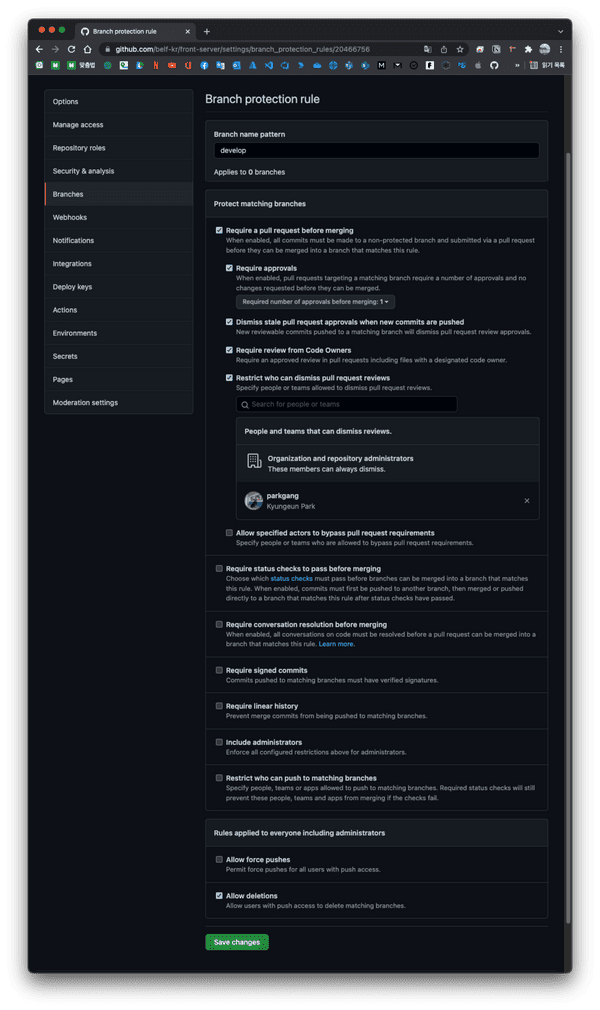 Branch protection rule
github.com/belf-kr/front-server/settings/branch_protection_rules/20466756
맞춤법
읽기 목록
Options
Manage access
Repository roles
Security & analysis
Branches
Webhooks
Notifications
Integrations
Deploy keys
Actions
Environments
Secrets
Pages
Moderation settings
Branch protection rule
Branch name pattern
develop
Applies to 0 branches
Protect matching branches
Require a pull request before merging
When enabled, all commits must be made to a non-protected branch and submitted via a pull request
before they can be merged into a branch that matches this rule.
Require approvals
When enabled, pull requests targeting a matching branch require a number of approvals and no
changes requested before they can be merged.
Required number of approvals before merging: 1
Dismiss stale pull request approvals when new commits are pushed
New reviewable commits pushed to a matching branch will dismiss pull request review approvals.
Require review from Code Owners
Require an approved review in pull requests including files with a designated code owner.
Restrict who can dismiss pull request reviews
Specify people or teams allowed to dismiss pull request reviews.
Search for people or teams
People and teams that can dismiss reviews.
Organization and repository administrators
These members can always dismiss.
parkgang
Kyungeun Park
Allow specified actors to bypass pull request requirements
Specify people or teams who are allowed to bypass pull request requirements.
Require status checks to pass before merging
Choose which status checks must pass before branches can be merged into a branch that matches
this rule. When enabled, commits must first be pushed to another branch, then merged or pushed
directly to a branch that matches this rule after status checks have passed.
Require conversation resolution before merging
When enabled, all conversations on code must be resolved before a pull request can be merged into a
branch that matches this rule. Learn more.
Require signed commits
Commits pushed to matching branches must have verified signatures.
Require linear history
Prevent merge commits from being pushed to matching branches.
Include administrators
Enforce all configured restrictions above for administrators.
Restrict who can push to matching branches
Specify people, teams or apps allowed to push to matching branches. Required status checks will still
prevent these people, teams and apps from merging if the checks fail.
Rules applied to everyone including administrators
Allow force pushes
Permit force pushes for all users with push access.
Allow deletions
Allow users with push access to delete matching branches.
Save changes